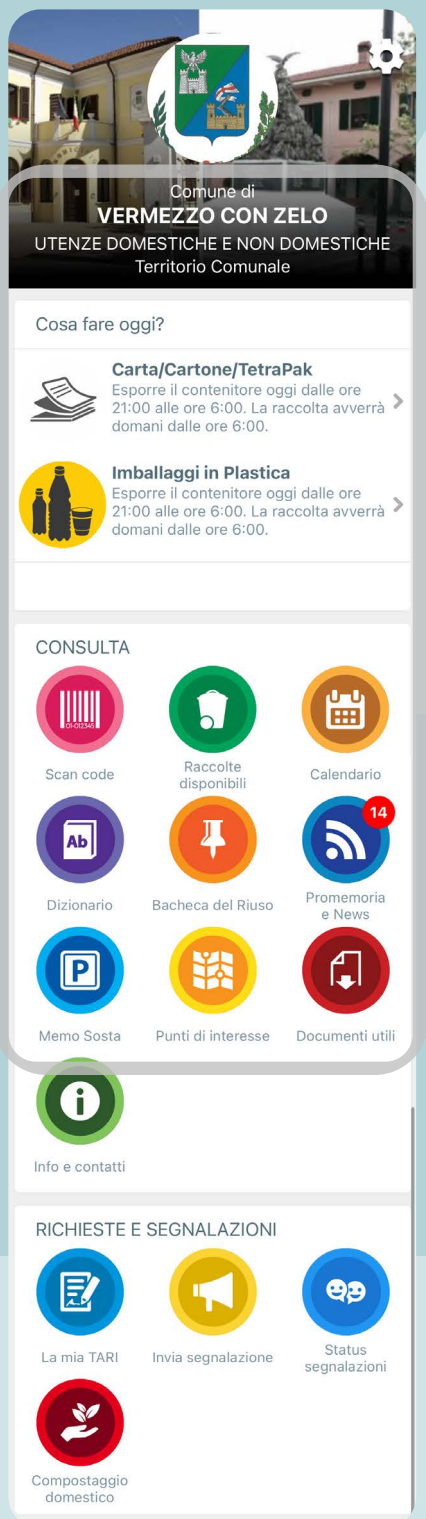 Comune di
VERMEZZO CON ZELO
UTENZE DOMESTICHE E NON DOMESTICHE
Territorio Comunale
Cosa fare oggi?
Carta/Cartone/TetraPak
Esporre il contenitore oggi dalle ore
21:00 alle ore 6:00. La raccolta avverrà
domani dalle ore 6:00.
Imballaggi in Plastica
Esporre il contenitore oggi dalle ore
21:00 alle ore 6:00. La raccolta avverrà
domani dalle ore 6:00.
CONSULTA
01-012345
Scan code
Raccolte
disponibili
Calendario
Ab
14
Dizionario
Bacheca del Riuso
Promemoria
e News
P
Memo Sosta
Punti di interesse
Documenti utili
i
Info e contatti
RICHIESTE E SEGNALAZIONI
La mia TARI
Invia segnalazione
Status
segnalazioni
Compostaggio
domestico